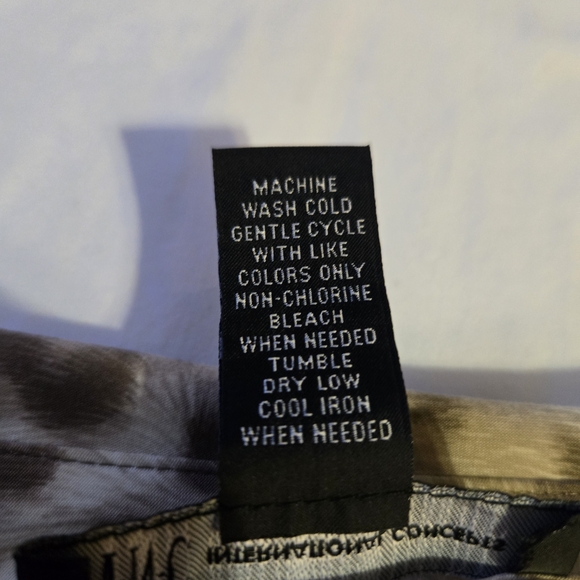 MACHINE
WASH COLD
GENTLE CYCLE
WITH LIKE
COLORS ONLY
NON-CHLORINE
BLEACH
WHEN NEEDED
TUMBLE
DRY LOW
COOL IRON
WHEN NEEDED
INTERNATIONAL CONCEPTS